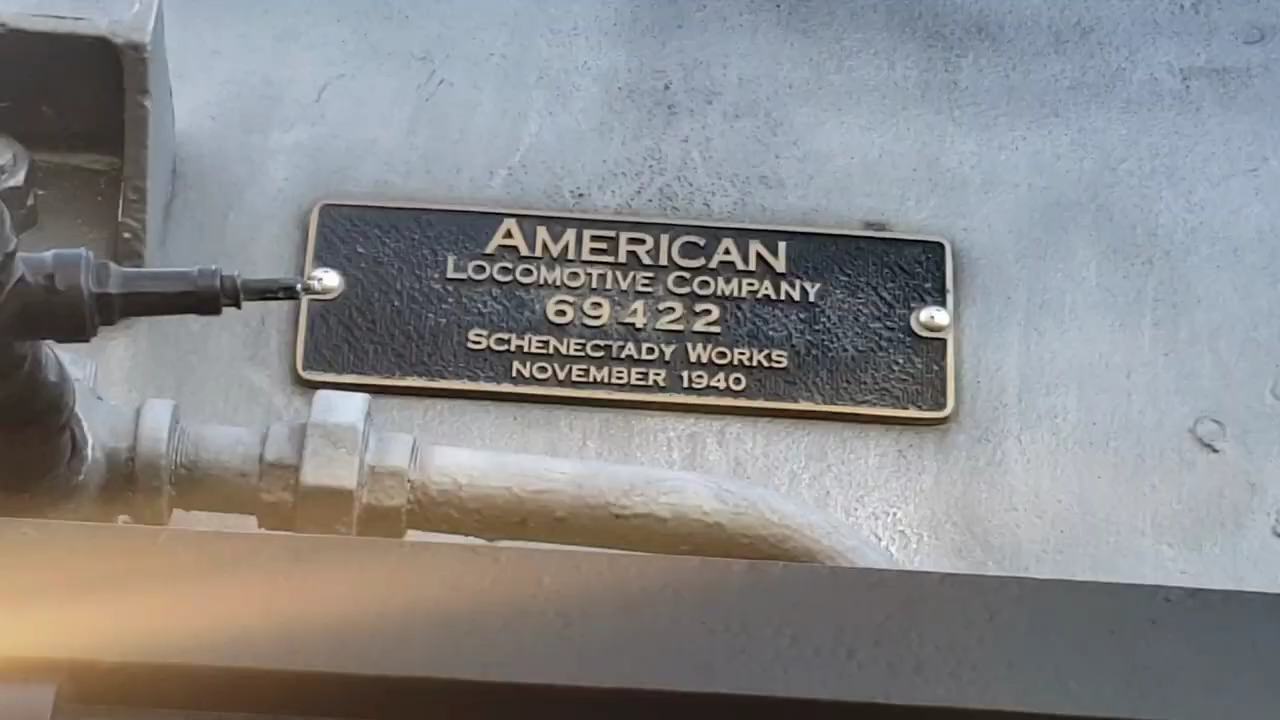 AMERICAN
LOCOMOTIVE COMPANY
69422
SCHENECTADY WORKS
NOVEMBER 1940